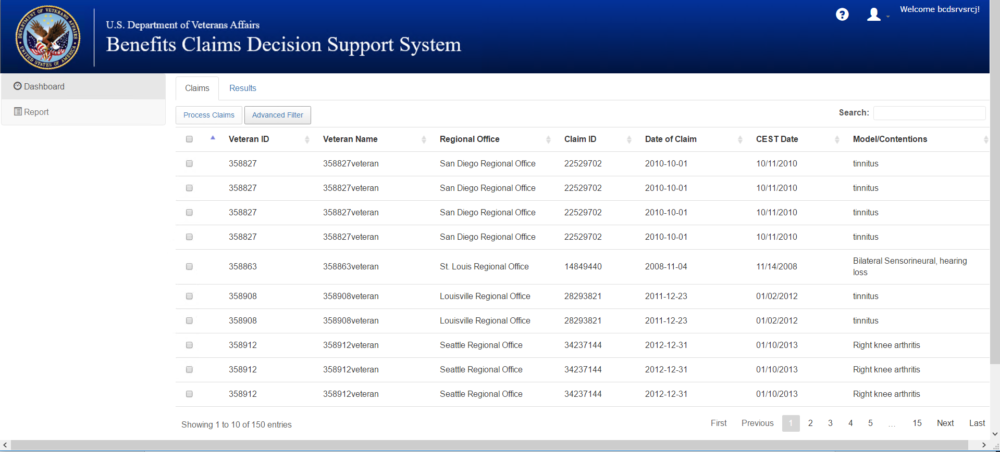 U.S. Department of Veterans Affairs
Benefits Claims Decision Support System
Welcome bcdsrvsrcj!
Dashboard
Report
Claims Results
Process Claims Advanced Filter Search:
Veteran ID Veteran Name Regional Office Claim ID Date of Claim CEST Date Model/Contentions
358827 358827veteran San Diego Regional Office 22529702 2010-10-01 10/11/2010 tinnitus
358827 358827veteran San Diego Regional Office 22529702 2010-10-01 10/11/2010 tinnitus
358827 358827veteran San Diego Regional Office 22529702 2010-10-01 10/11/2010 tinnitus
358827 358827veteran San Diego Regional Office 22529702 2010-10-01 10/11/2010 tinnitus
358863 358863veteran St. Louis Regional Office 14849440 2008-11-04 11/14/2008 Bilateral Sensorineural, hearing
loss
358908 358908veteran Louisville Regional Office 28293821 2011-12-23 01/02/2012 tinnitus
358908 358908veteran Louisville Regional Office 28293821 2011-12-23 01/02/2012 tinnitus
358912 358912veteran Seattle Regional Office 34237144 2012-12-31 01/10/2013 Right knee arthritis
358912 358912veteran Seattle Regional Office 34237144 2012-12-31 01/10/2013 Right knee arthritis
358912 358912veteran Seattle Regional Office 34237144 2012-12-31 01/10/2013 Right knee arthritis
Showing 1 to 10 of 150 entries First Previous 1 2 3 4 5 … 15 Next Last
DEPARTMENT OF VETERANS AFFAIRS
UNITED STATES OF AMERICA